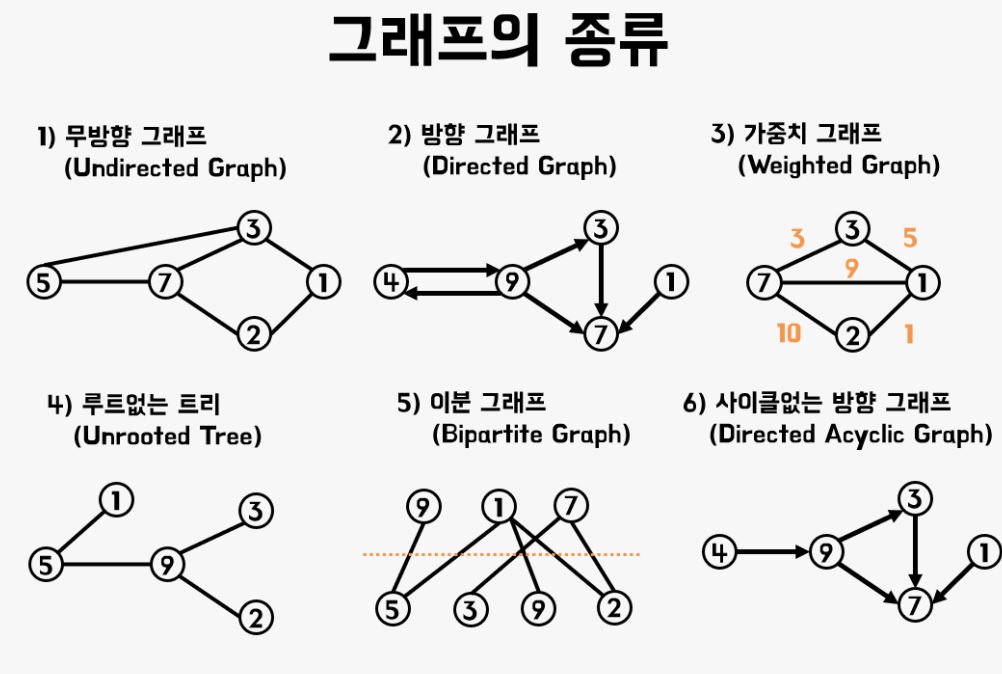 그래프의 종류
1) 무방향 그래프
(Undirected Graph)
2) 방향 그래프
(Directed Graph)
3) 가중치 그래프
(Weighted Graph)
3
5
7
1
2
3
4
9
1
7
3
3
5
9
7
1
10
2
1
4) 루트없는 트리
(Unrooted Tree)
5) 이분 그래프
(Bipartite Graph)
6) 사이클없는 방향 그래프
(Directed Acyclic Graph)
1
3
5
9
2
9
1
7
5
3
9
2
3
4
9
1
7